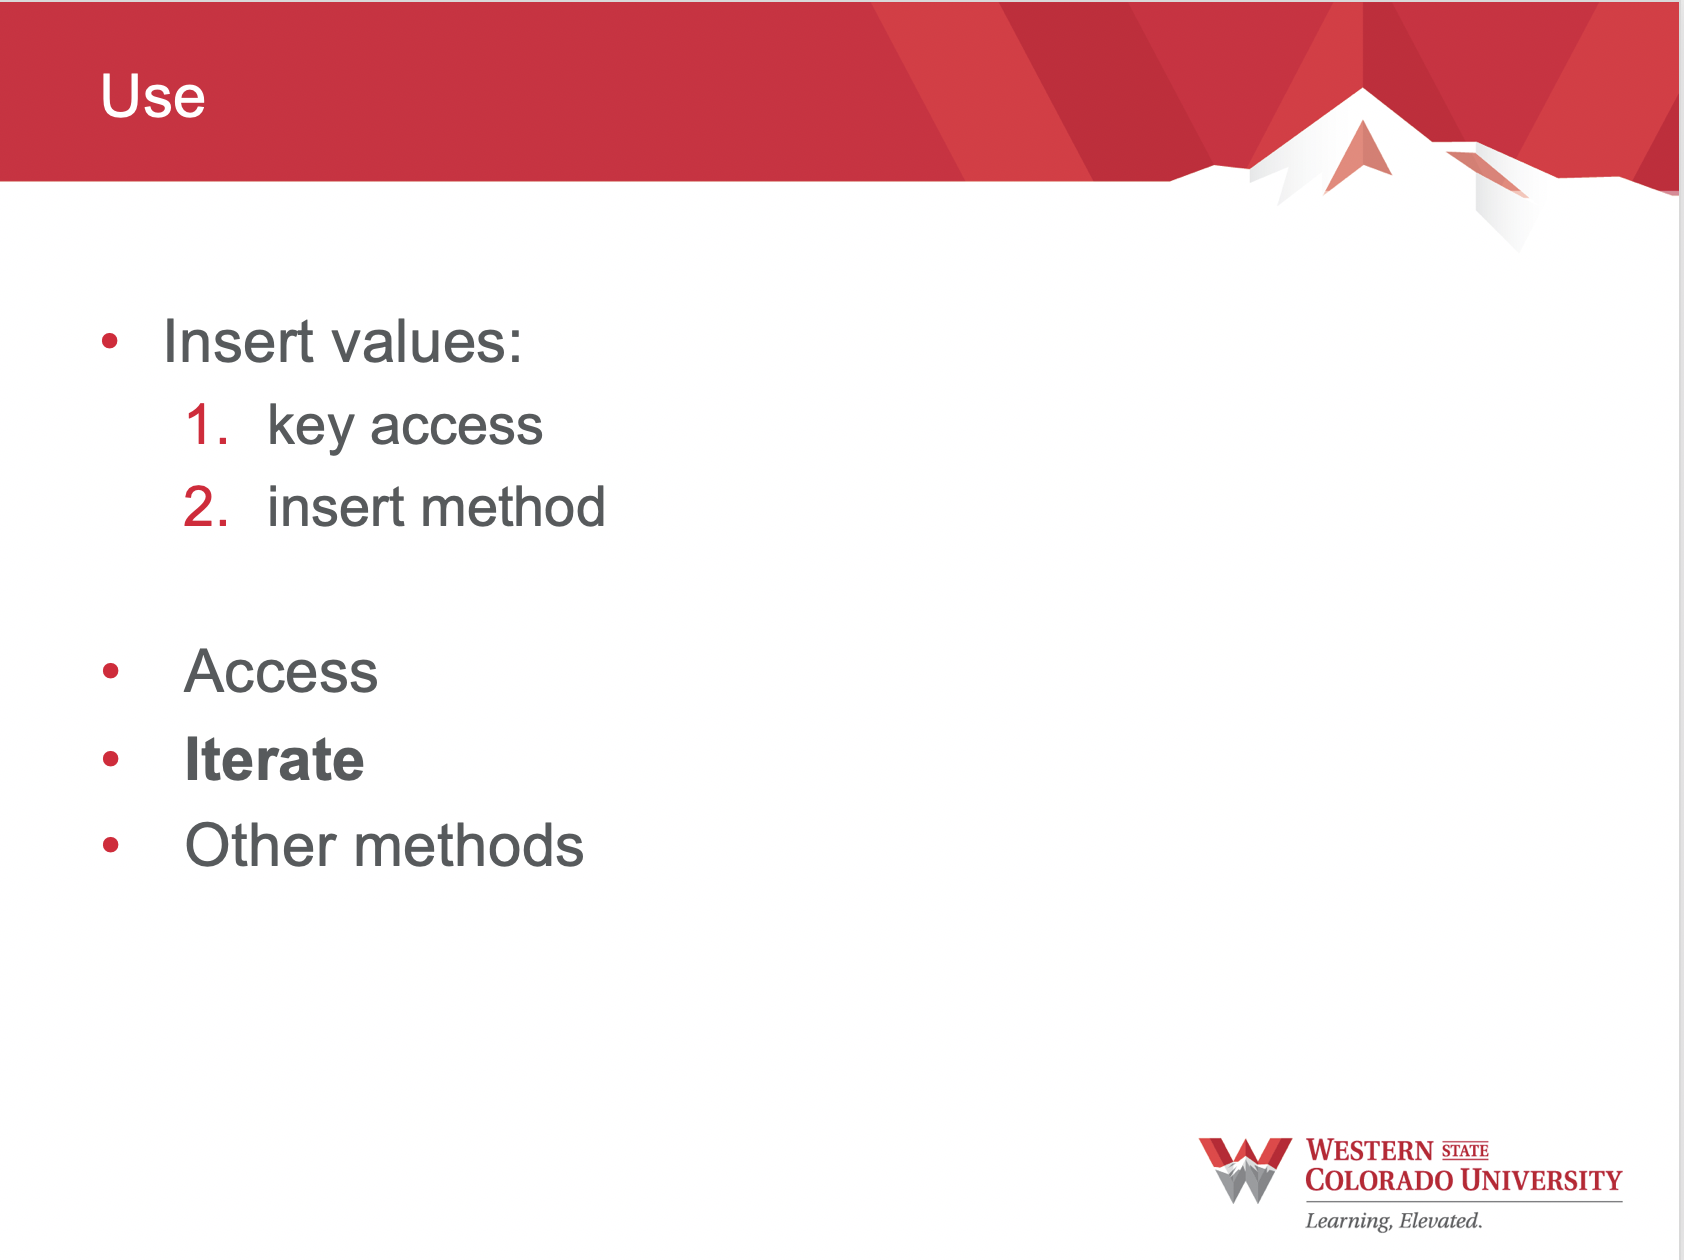 Use
• Insert values:
1. key access
2. insert method
• Access
• Iterate
• Other methods
WESTERN STATE
COLORADO UNIVERSITY
Learning, Elevated.